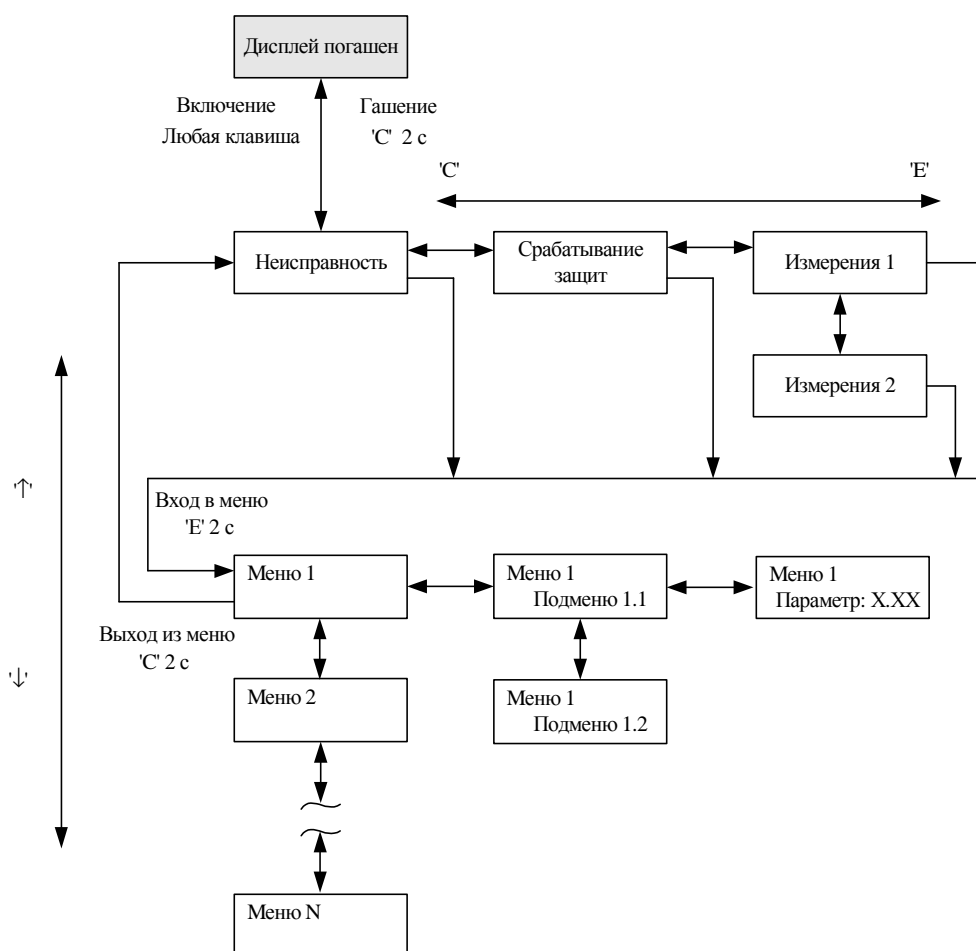 Дисплей погашен
Включение
Любая клавиша
Гашение
'С' 2 с
'С'
'Е'
Неисправность
Срабатывание
защит
Измерения 1
Измерения 2
'↑'
Вход в меню
'Е' 2 с
Меню 1
Меню 1
Подменю 1.1
Меню 1
Параметр: Х.ХХ
Выход из меню
'С' 2 с
'↓'
Меню 2
Меню 1
Подменю 1.2
Меню N